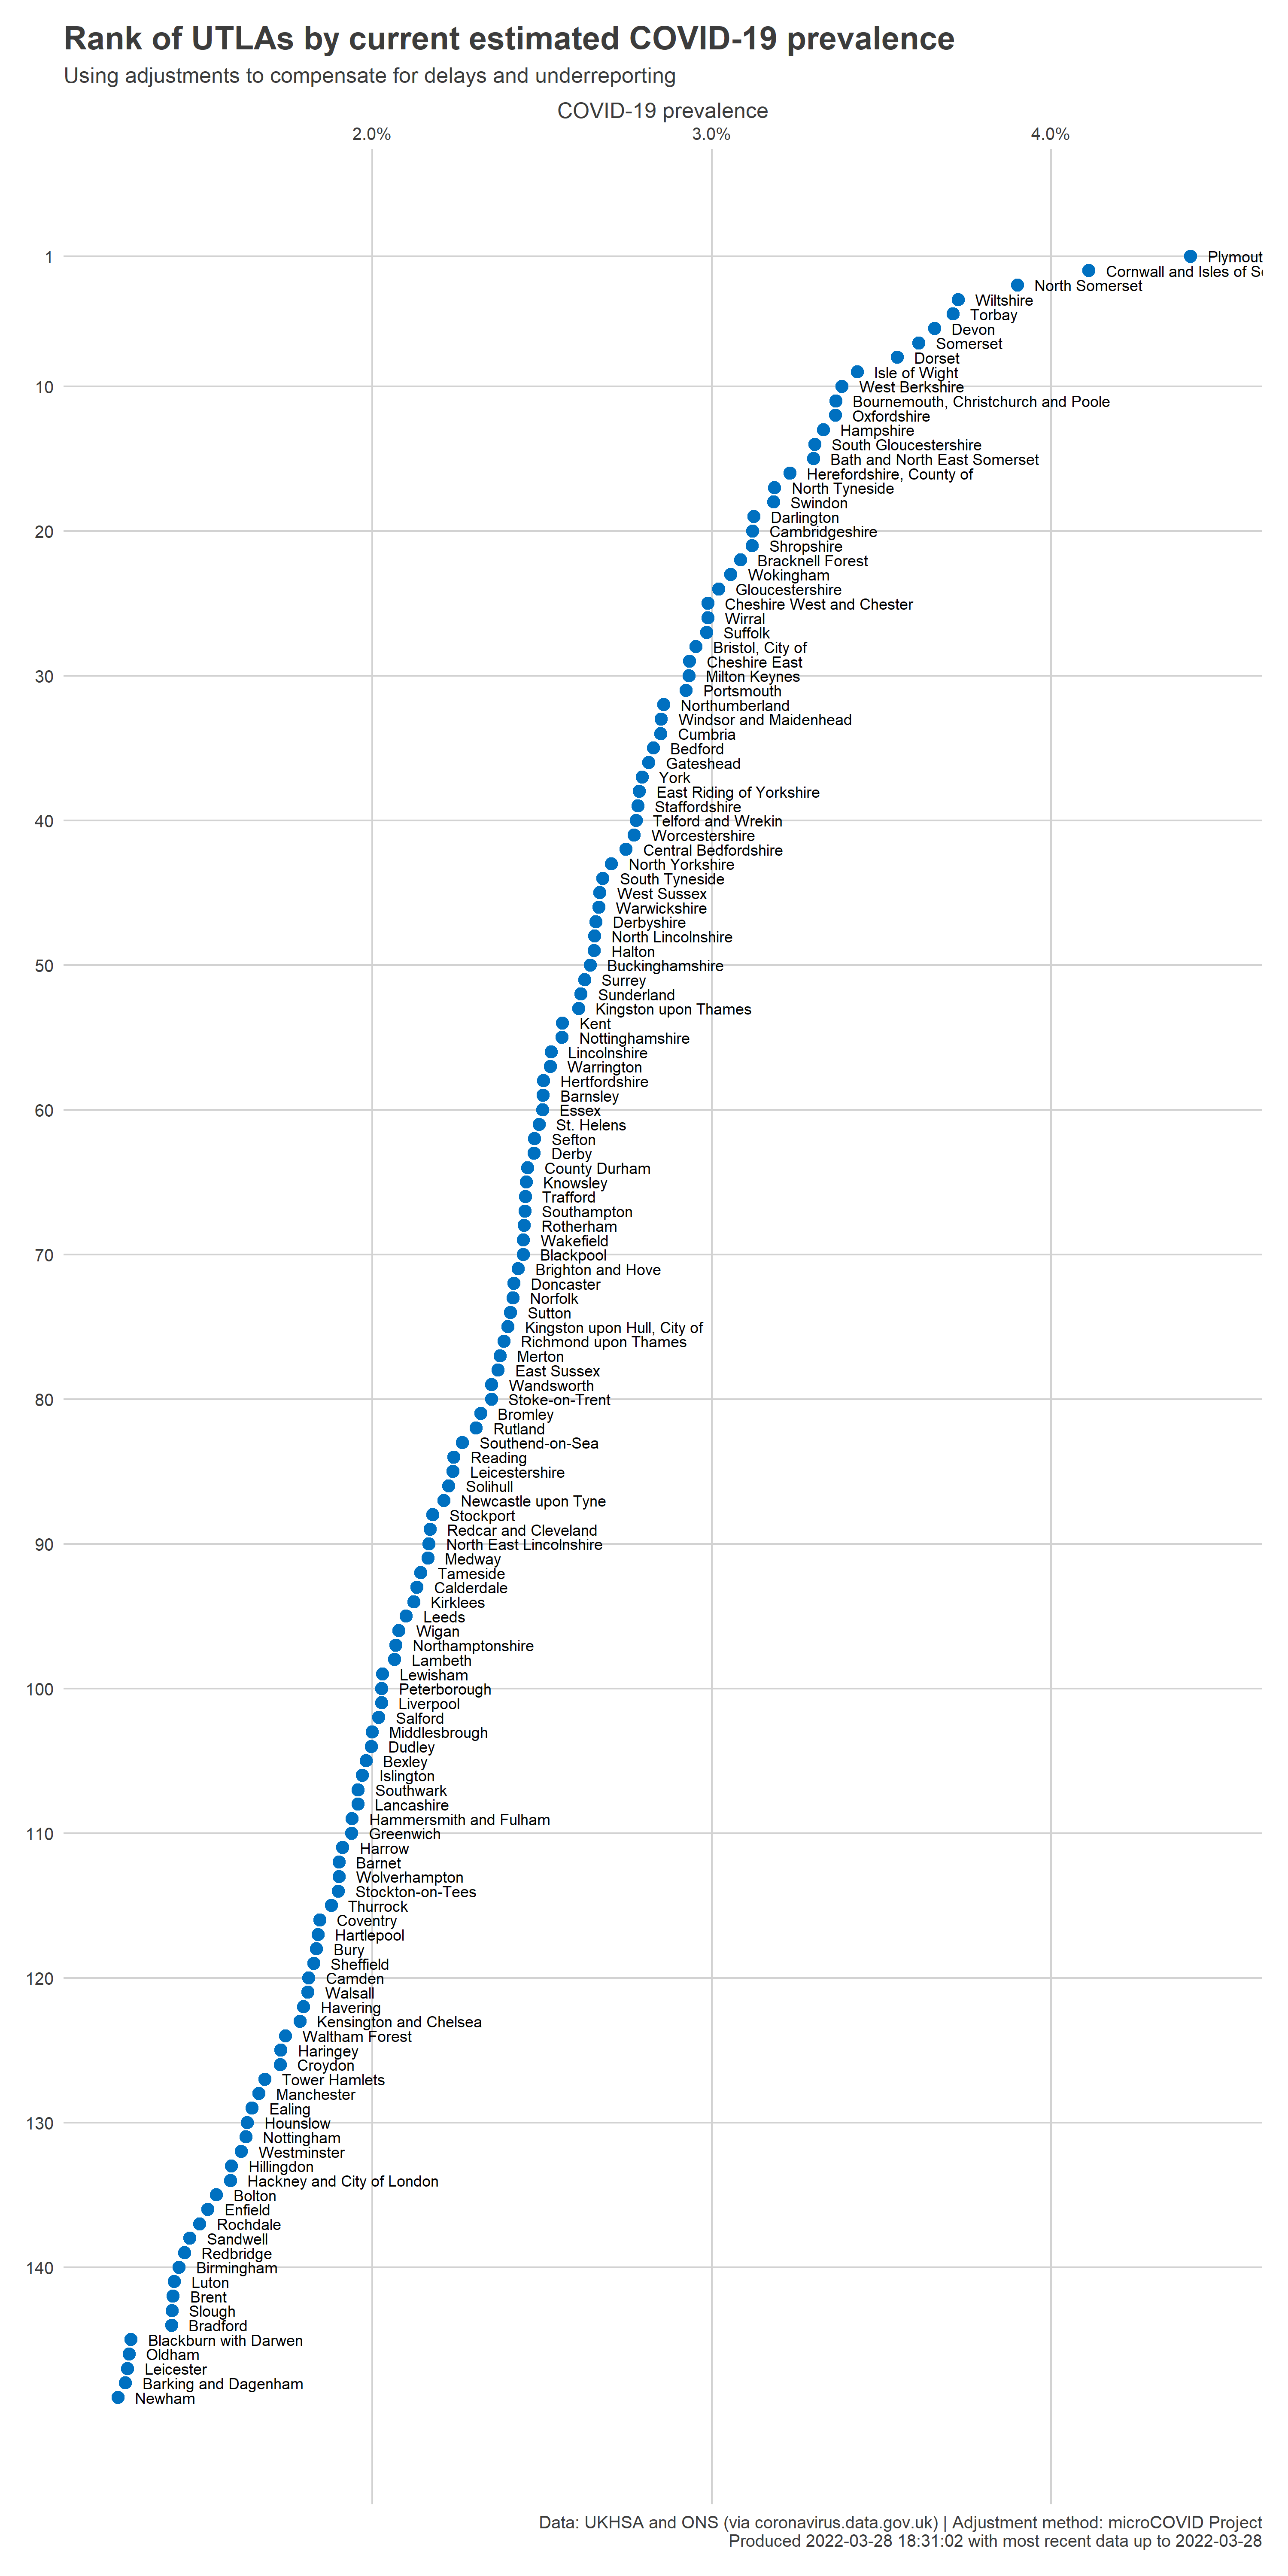 Rank of UTLAs by current estimated COVID-19 prevalence
Using adjustments to compensate for delays and underreporting
COVID-19 prevalence
2.0% 3.0% 4.0%
1 Plymout
Cornwall and Isles of S
North Somerset
Wiltshire
Torbay
Devon
Somerset
Dorset
Isle of Wight
10 West Berkshire
Bournemouth, Christchurch and Poole
Oxfordshire
Hampshire
South Gloucestershire
Bath and North East Somerset
Herefordshire, County of
North Tyneside
Swindon
Darlington
20 Cambridgeshire
Shropshire
Bracknell Forest
Wokingham
Gloucestershire
Cheshire West and Chester
Wirral
Suffolk
Bristol, City of
Cheshire East
30 Milton Keynes
Portsmouth
Northumberland
Windsor and Maidenhead
Cumbria
Bedford
Gateshead
York
East Riding of Yorkshire
Staffordshire
40 Telford and Wrekin
Worcestershire
Central Bedfordshire
North Yorkshire
South Tyneside
West Sussex
Warwickshire
Derbyshire
North Lincolnshire
Halton
50 Buckinghamshire
Surrey
Sunderland
Kingston upon Thames
Kent
Nottinghamshire
Lincolnshire
Warrington
Hertfordshire
Barnsley
60 Essex
St. Helens
Sefton
Derby
County Durham
Knowsley
Trafford
Southampton
Rotherham
Wakefield
70 Blackpool
Brighton and Hove
Doncaster
Norfolk
Sutton
Kingston upon Hull, City of
Richmond upon Thames
Merton
East Sussex
Wandsworth
80 Stoke-on-Trent
Bromley
Rutland
Southend-on-Sea
Reading
Leicestershire
Solihull
Newcastle upon Tyne
Stockport
Redcar and Cleveland
90 North East Lincolnshire
Medway
Tameside
Calderdale
Kirklees
Leeds
Wigan
Northamptonshire
Lambeth
Lewisham
100 Peterborough
Liverpool
Salford
Middlesbrough
Dudley
Bexley
Islington
Southwark
Lancashire
Hammersmith and Fulham
110 Greenwich
Harrow
Barnet
Wolverhampton
Stockton-on-Tees
Thurrock
Coventry
Hartlepool
Bury
Sheffield
120 Camden
Walsall
Havering
Kensington and Chelsea
Waltham Forest
Haringey
Croydon
Tower Hamlets
Manchester
Ealing
130 Hounslow
Nottingham
Westminster
Hillingdon
Hackney and City of London
Bolton
Enfield
Rochdale
Sandwell
Redbridge
140 Birmingham
Luton
Brent
Slough
Bradford
Blackburn with Darwen
Oldham
Leicester
Barking and Dagenham
Newham
Data: UKHSA and ONS (via coronavirus.data.gov.uk) | Adjustment method: microCOVID Project
Produced 2022-03-28 18:31:02 with most recent data up to 2022-03-28